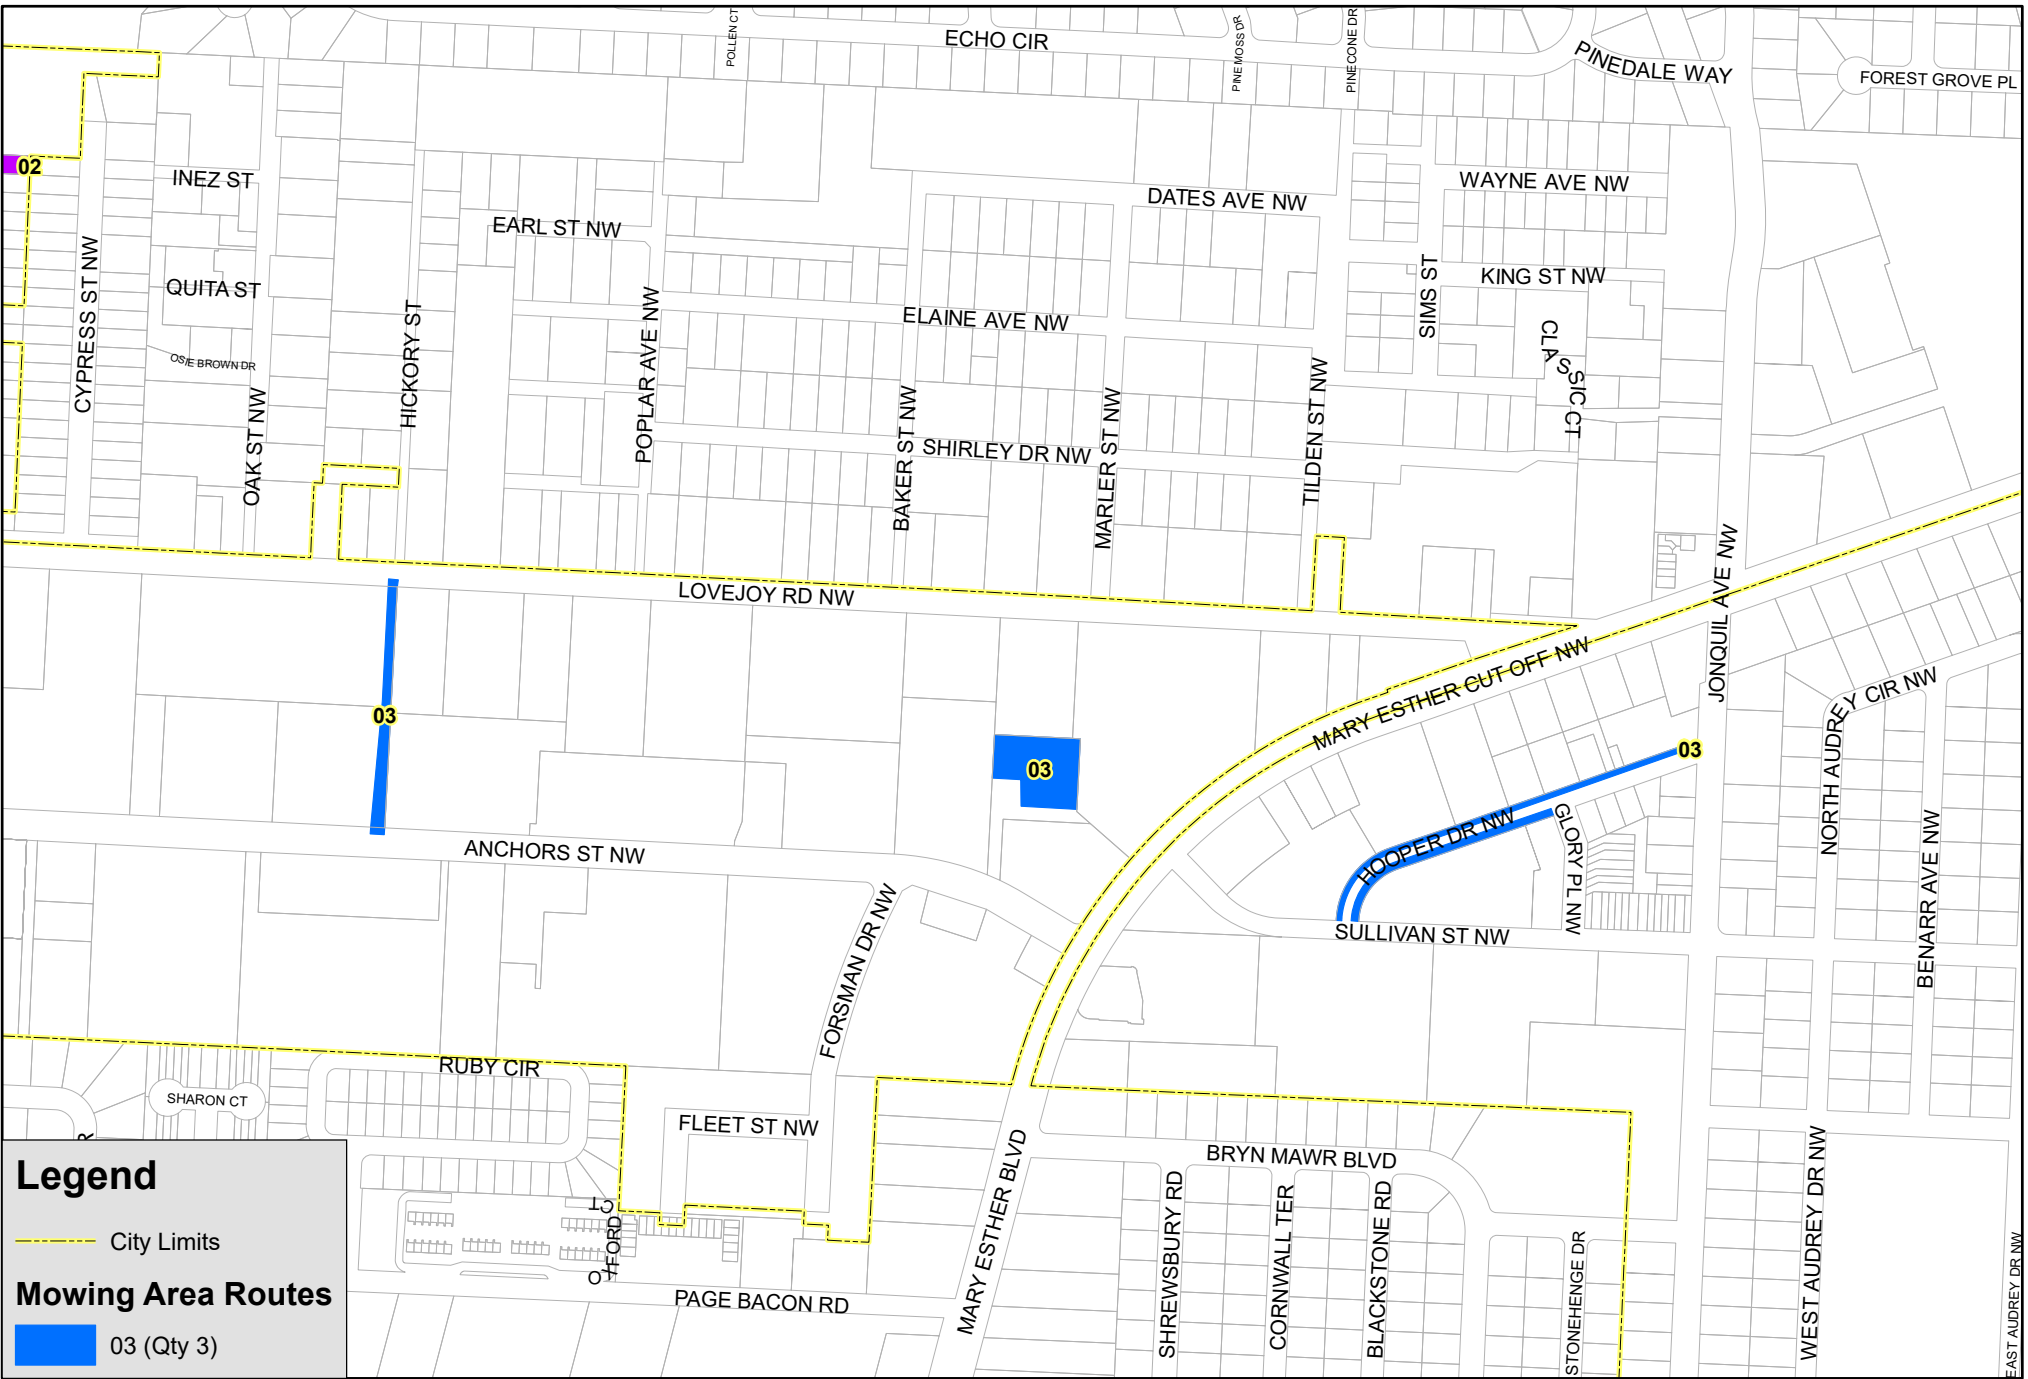 POLLEN CT
ECHO CIR
PINE MOSS DR
PINECONE DR
PINEDALE WAY
FOREST GROVE PL
02
INEZ ST
DATES AVE NW
WAYNE AVE NW
EARL ST NW
CYPRESS ST NW
QUITA ST
HICKORY ST
POPLAR AVE NW
ELAINE AVE NW
SIMS ST
KING ST NW
CLASSIC CT
OSIE BROWN DR
OAK ST NW
BAKER ST NW
SHIRLEY DR NW
MARLER ST NW
TILDEN ST NW
LOVEJOY RD NW
JONQUIL AVE NW
MARY ESTHER CUT OFF NW
NORTH AUDREY CIR NW
03
03
03
HOOPER DR NW
GLORY PL NW
BENARR AVE NW
ANCHORS ST NW
FORSMAN DR NW
SULLIVAN ST NW
RUBY CIR
SHARON CT
FLEET ST NW
R
MARY ESTHER BLVD
BRYN MAWR BLVD
SHREWSBURY RD
CORNWALL TER
BLACKSTONE RD
STONEHENGE DR
WEST AUDREY DR NW
EAST AUDREY DR NW
OTFORD CT
PAGE BACON RD
Legend
City Limits
Mowing Area Routes
03 (Qty 3)